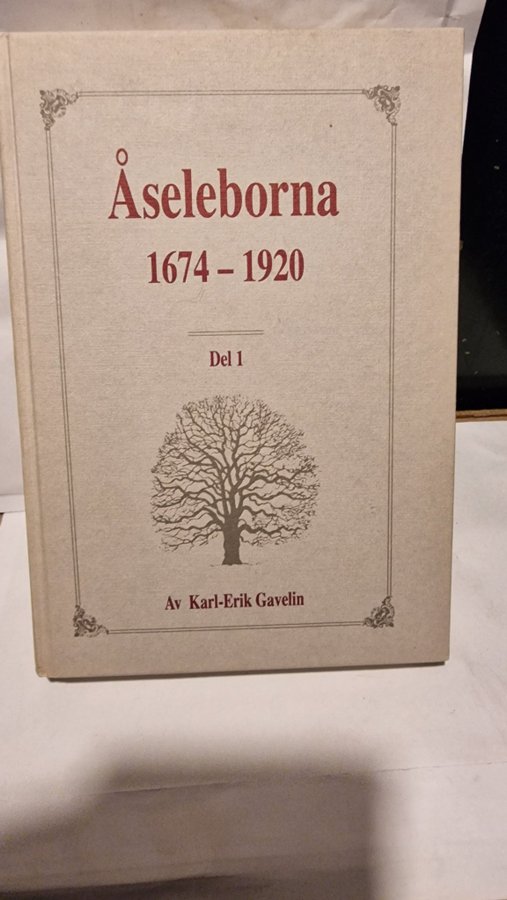 Åseleborna
1674 – 1920
Del 1
Av Karl-Erik Gavelin